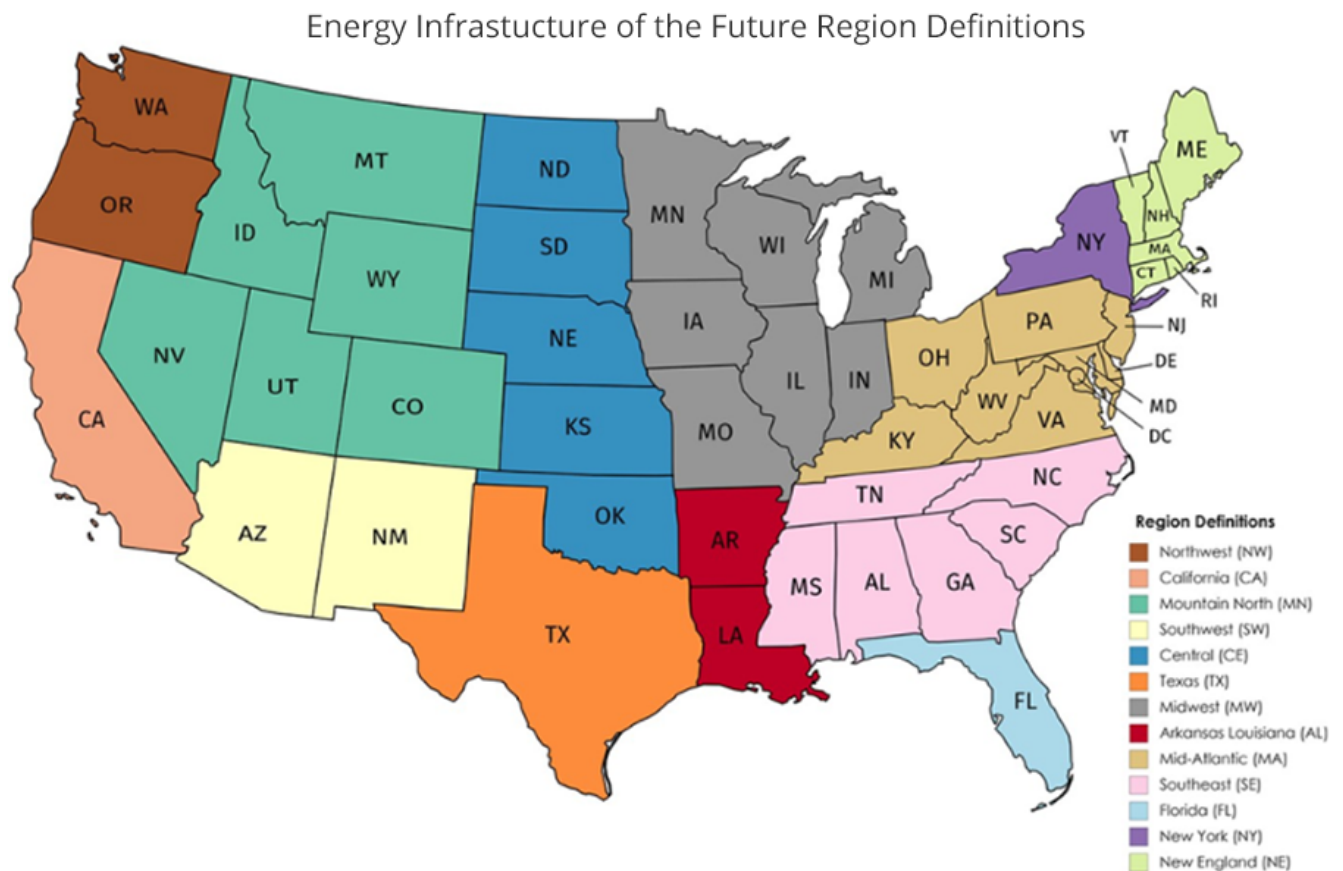 Energy Infrastucture of the Future Region Definitions
WA
MT
ND
MN
VT
ME
OR
ID
SD
WI
NH
WY
MI
NY
MA
CT
RI
NV
UT
CO
NE
IA
PA
NJ
OH
DE
IL
IN
WV
MD
CA
KS
MO
KY
VA
DC
AZ
NM
OK
AR
TN
NC
SC
MS
AL
GA
TX
LA
FL
Region Definitions
Northwest (NW)
California (CA)
Mountain North (MN)
Southwest (SW)
Central (CE)
Texas (TX)
Midwest (MW)
Arkansas Louisiana (AL)
Mid-Atlantic (MA)
Southeast (SE)
Florida (FL)
New York (NY)
New England (NE)